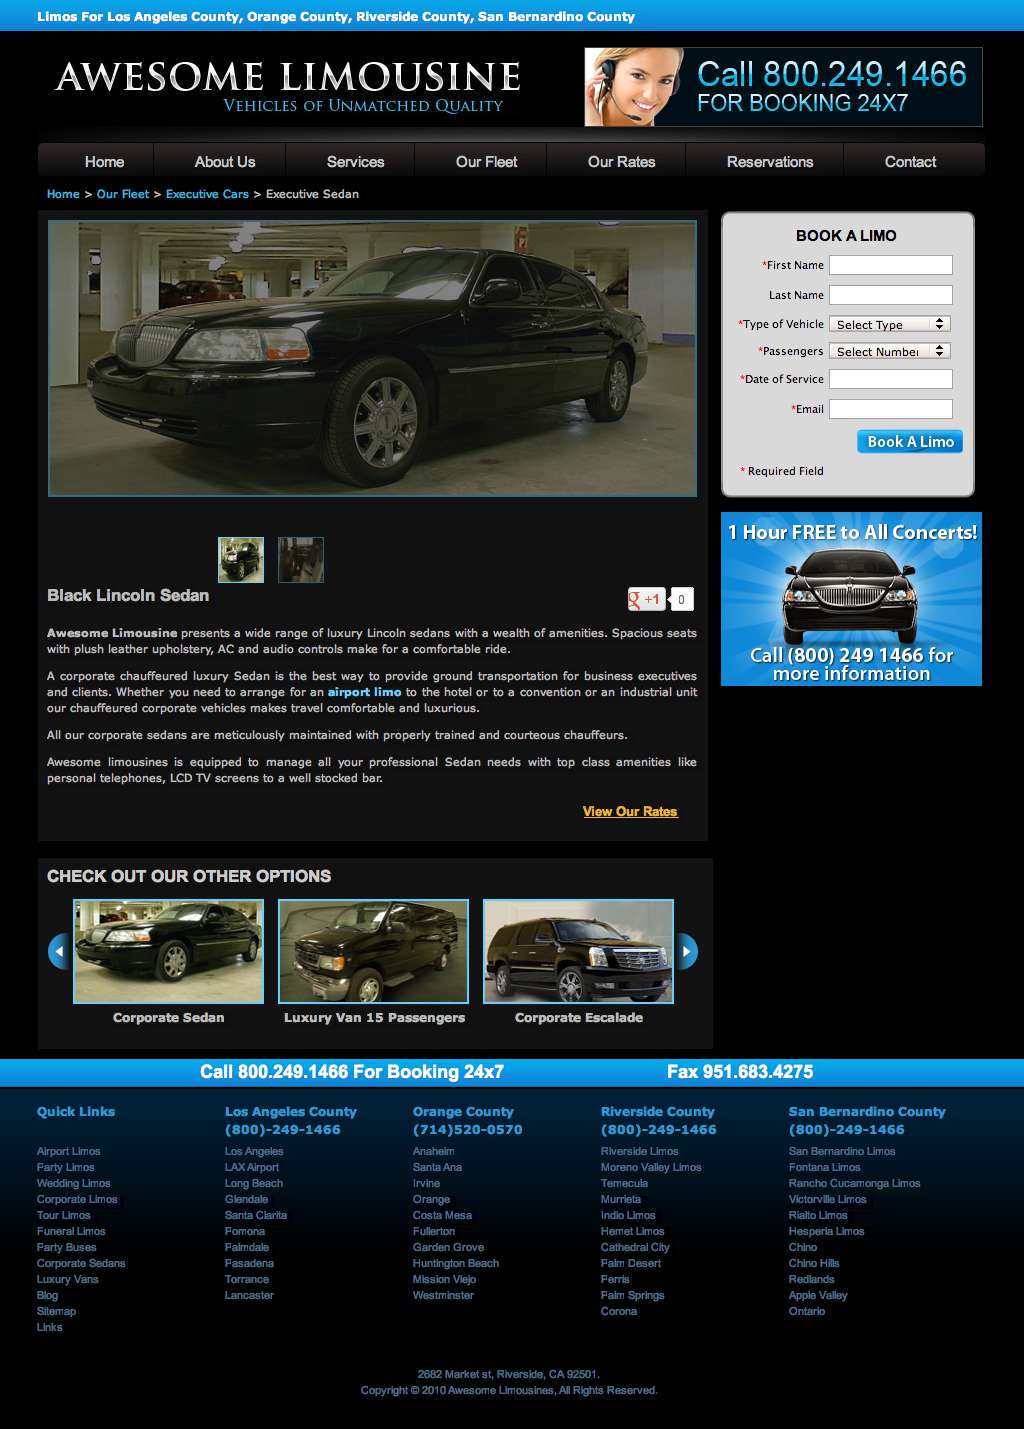 Limos For Los Angeles County, Orange County, Riverside County, San Bernardino County
AWESOME LIMOUSINE
VEHICLES OF UNMATCHED QUALITY
Call 800.249.1466
FOR BOOKING 24X7
Home
About Us
Services
Our Fleet
Our Rates
Reservations
Contact
Home > Our Fleet > Executive Cars > Executive Sedan
BOOK A LIMO
*First Name
Last Name
*Type of Vehicle Select Type
*Passengers Select Number
*Date of Service
*Email
Book A Limo
* Required Field
1 Hour FREE to All Concerts!
Call (800) 249 1466 for
more information
Black Lincoln Sedan
g +1 0
Awesome Limousine presents a wide range of luxury Lincoln sedans with a wealth of amenities. Spacious seats
with plush leather upholstery, AC and audio controls make for a comfortable ride.
A corporate chauffeured luxury Sedan is the best way to provide ground transportation for business executives
and clients. Whether you need to arrange for an airport limo to the hotel or to a convention or an industrial unit
our chauffeured corporate vehicles makes travel comfortable and luxurious.
All our corporate sedans are meticulously maintained with properly trained and courteous chauffeurs.
Awesome limousines is equipped to manage all your professional Sedan needs with top class amenities like
personal telephones, LCD TV screens to a well stocked bar.
View Our Rates
CHECK OUT OUR OTHER OPTIONS
Corporate Sedan
Luxury Van 15 Passengers
Corporate Escalade
Call 800.249.1466 For Booking 24x7
Fax 951.683.4275
Quick Links
Airport Limos
Party Limos
Wedding Limos
Corporate Limos
Tour Limos
Funeral Limos
Party Buses
Corporate Sedans
Luxury Vans
Blog
Sitemap
Links
Los Angeles County
(800)-249-1466
Los Angeles
LAX Airport
Long Beach
Glendale
Santa Clarita
Pomona
Palmdale
Pasadena
Torrance
Lancaster
Orange County
(714)520-0570
Anaheim
Santa Ana
Irvine
Orange
Costa Mesa
Fullerton
Garden Grove
Huntington Beach
Mission Viejo
Westminster
Riverside County
(800)-249-1466
Riverside Limos
Moreno Valley Limos
Temecula
Murrieta
Indio Limos
Hemet Limos
Cathedral City
Palm Desert
Perris
Palm Springs
Corona
San Bernardino County
(800)-249-1466
San Bernardino Limos
Fontana Limos
Rancho Cucamonga Limos
Victorville Limos
Rialto Limos
Hesperia Limos
Chino
Chino Hills
Redlands
Apple Valley
Ontario
2682 Market st, Riverside, CA 92501.
Copyright © 2010 Awesome Limousines, All Rights Reserved.